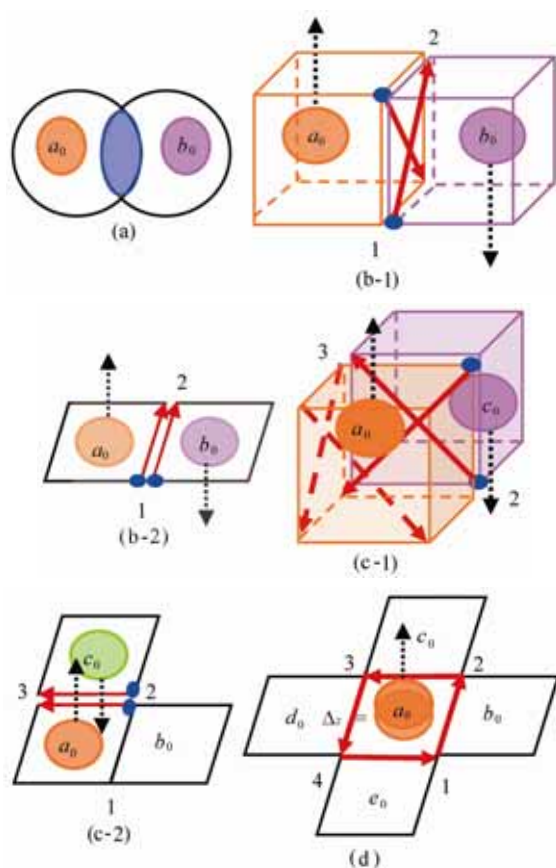 a₀ b₀
(a)
2
a₀ b₀
1
(b-1)
2
a₀ b₀
1
(b-2)
3
a₀ c₀
2
(c-1)
c₀
3 2
a₀ b₀
1
(c-2)
c₀
3 2
d₀ Δ₂ = a₀ b₀
4 1
e₀
(d)